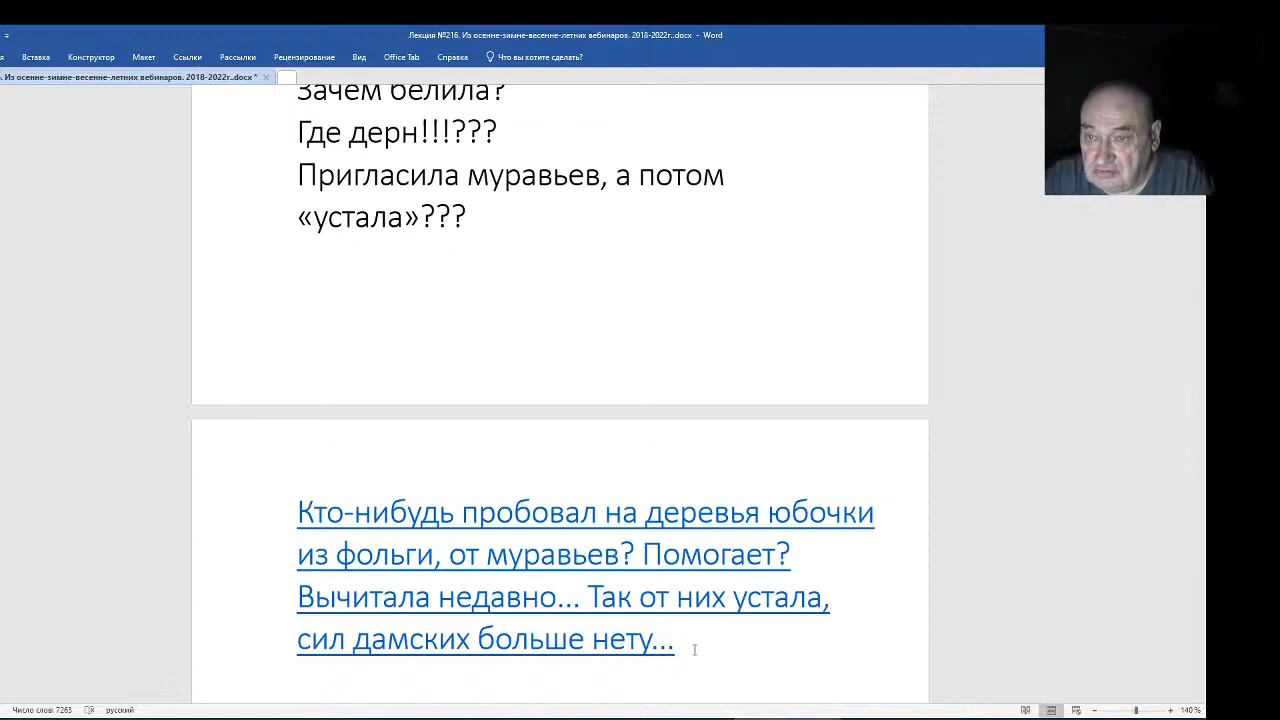 Лекция №216. Из осенне-зимне-весенне-летних вебинаров. 2018-2022г..docx - Word
Вставка Конструктор Макет Ссылки Рассылки Рецензирование Вид Office Tab Справка Что вы хотите сделать?
. Из осенне-зимне-весенне-летних вебинаров. 2018-2022г..docx *
Зачем белила?
Где дерн!!!???
Пригласила муравьев, а потом
«устала»???
Кто-нибудь пробовал на деревья юбочки
из фольги, от муравьев? Помогает?
Вычитала недавно... Так от них устала,
сил дамских больше нету...
Число слов: 7263 русский 140 %